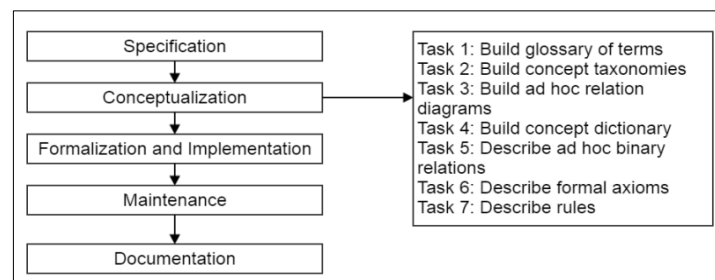 Specification
Conceptualization
Formalization and Implementation
Maintenance
Documentation
Task 1: Build glossary of terms
Task 2: Build concept taxonomies
Task 3: Build ad hoc relation
diagrams
Task 4: Build concept dictionary
Task 5: Describe ad hoc binary
relations
Task 6: Describe formal axioms
Task 7: Describe rules